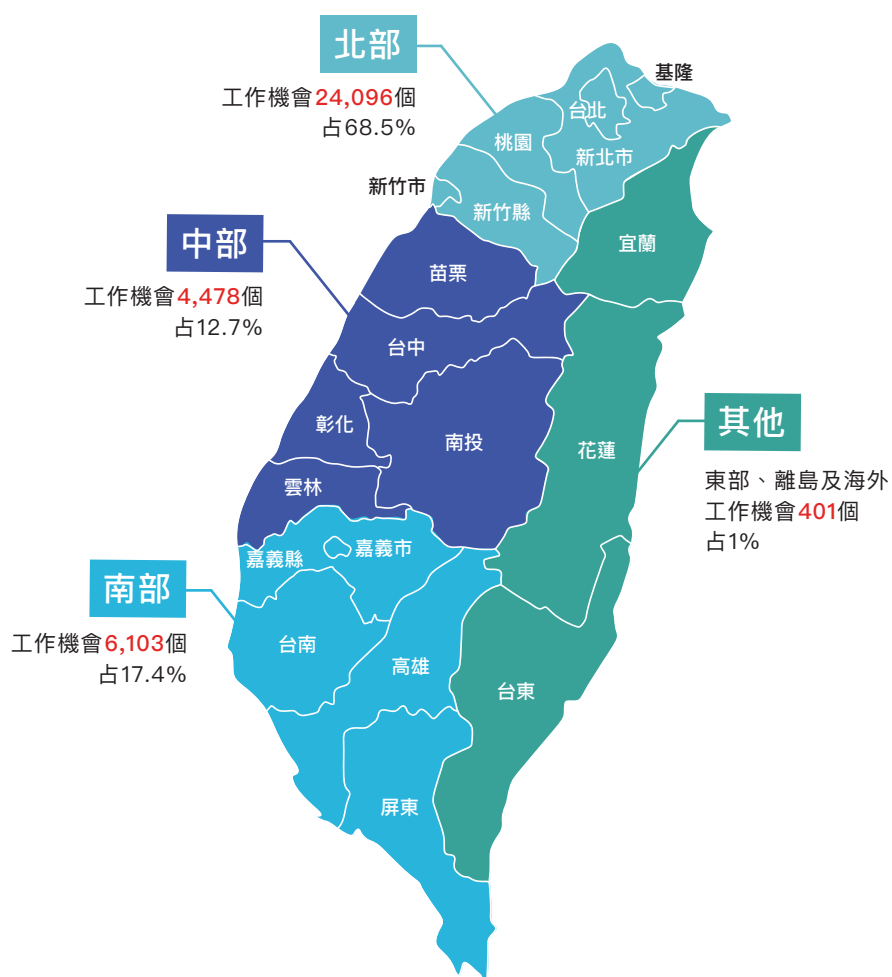 北部
工作機會24,096個
占68.5%
基隆
台北
桃園
新北市
新竹市
新竹縣
中部
工作機會4,478個
占12.7%
宜蘭
苗栗
台中
彰化
南投
雲林
其他
東部、離島及海外
工作機會401個
占1%
花蓮
嘉義縣
嘉義市
南部
工作機會6,103個
占17.4%
台南
高雄
台東
屏東